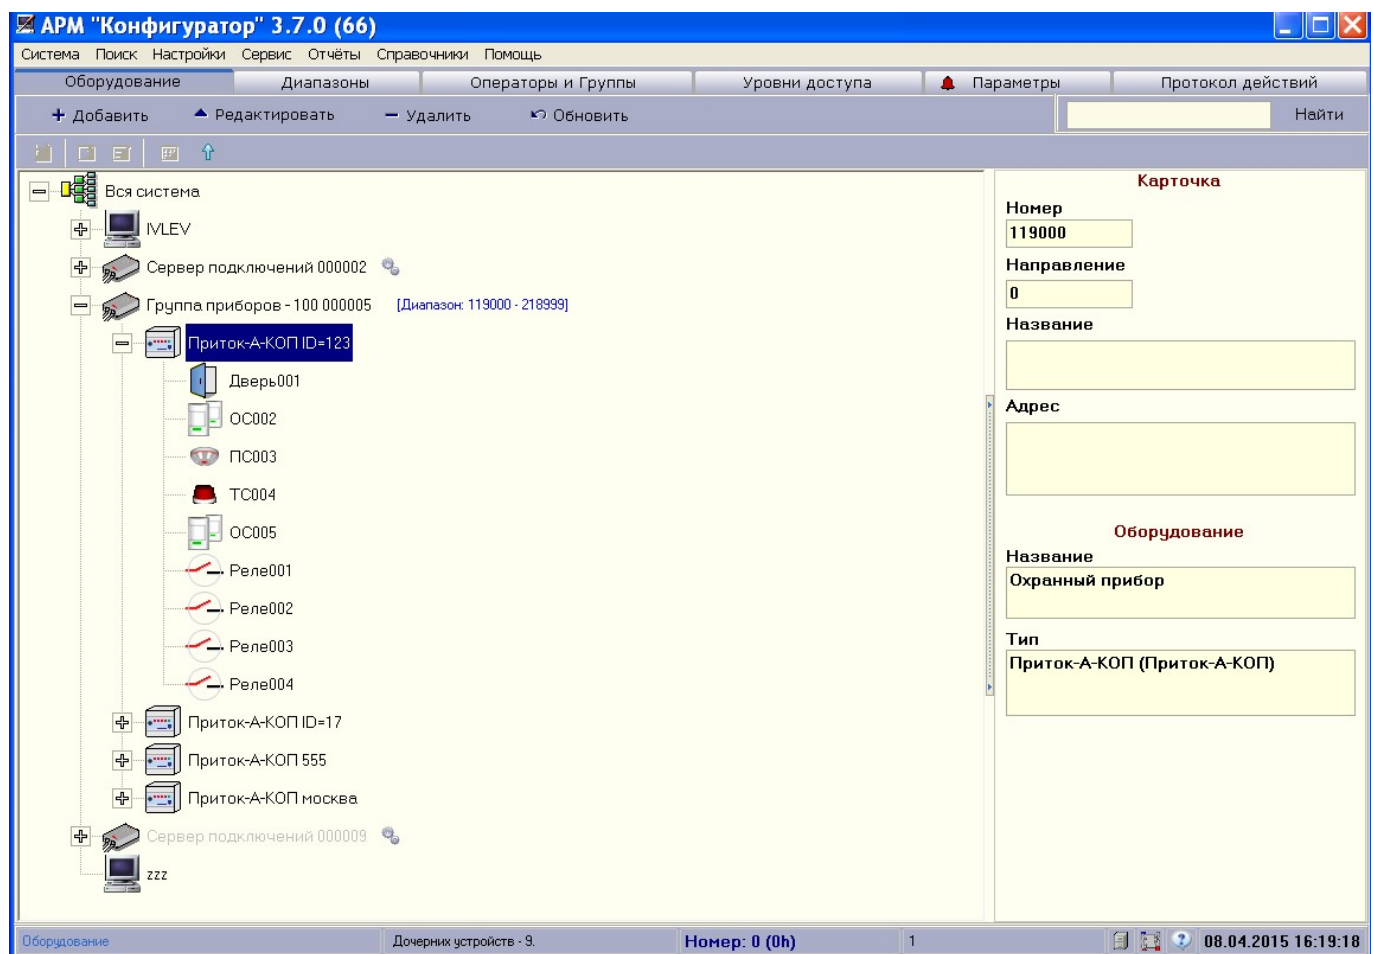 АРМ "Конфигуратор" 3.7.0 (66)
Система Поиск Настройки Сервис Отчёты Справочники Помощь
Оборудование Диапазоны Операторы и Группы Уровни доступа Параметры Протокол действий
Добавить Редактировать Удалить Обновить Найти
Вся система
IVLEV
Сервер подключений 000002
Группа приборов - 100 000005 [Диапазон: 119000 - 218999]
Приток-А-КОП ID=123
Дверь001
ОС002
ПС003
ТС004
ОС005
Реле001
Реле002
Реле003
Реле004
Приток-А-КОП ID=17
Приток-А-КОП 555
Приток-А-КОП москва
Сервер подключений 000009
zzz
Карточка
Номер
119000
Направление
0
Название
Адрес
Оборудование
Название
Охранный прибор
Тип
Приток-А-КОП (Приток-А-КОП)
Оборудование Дочерних устройств - 9. Номер: 0 (0h) 1 08.04.2015 16:19:18